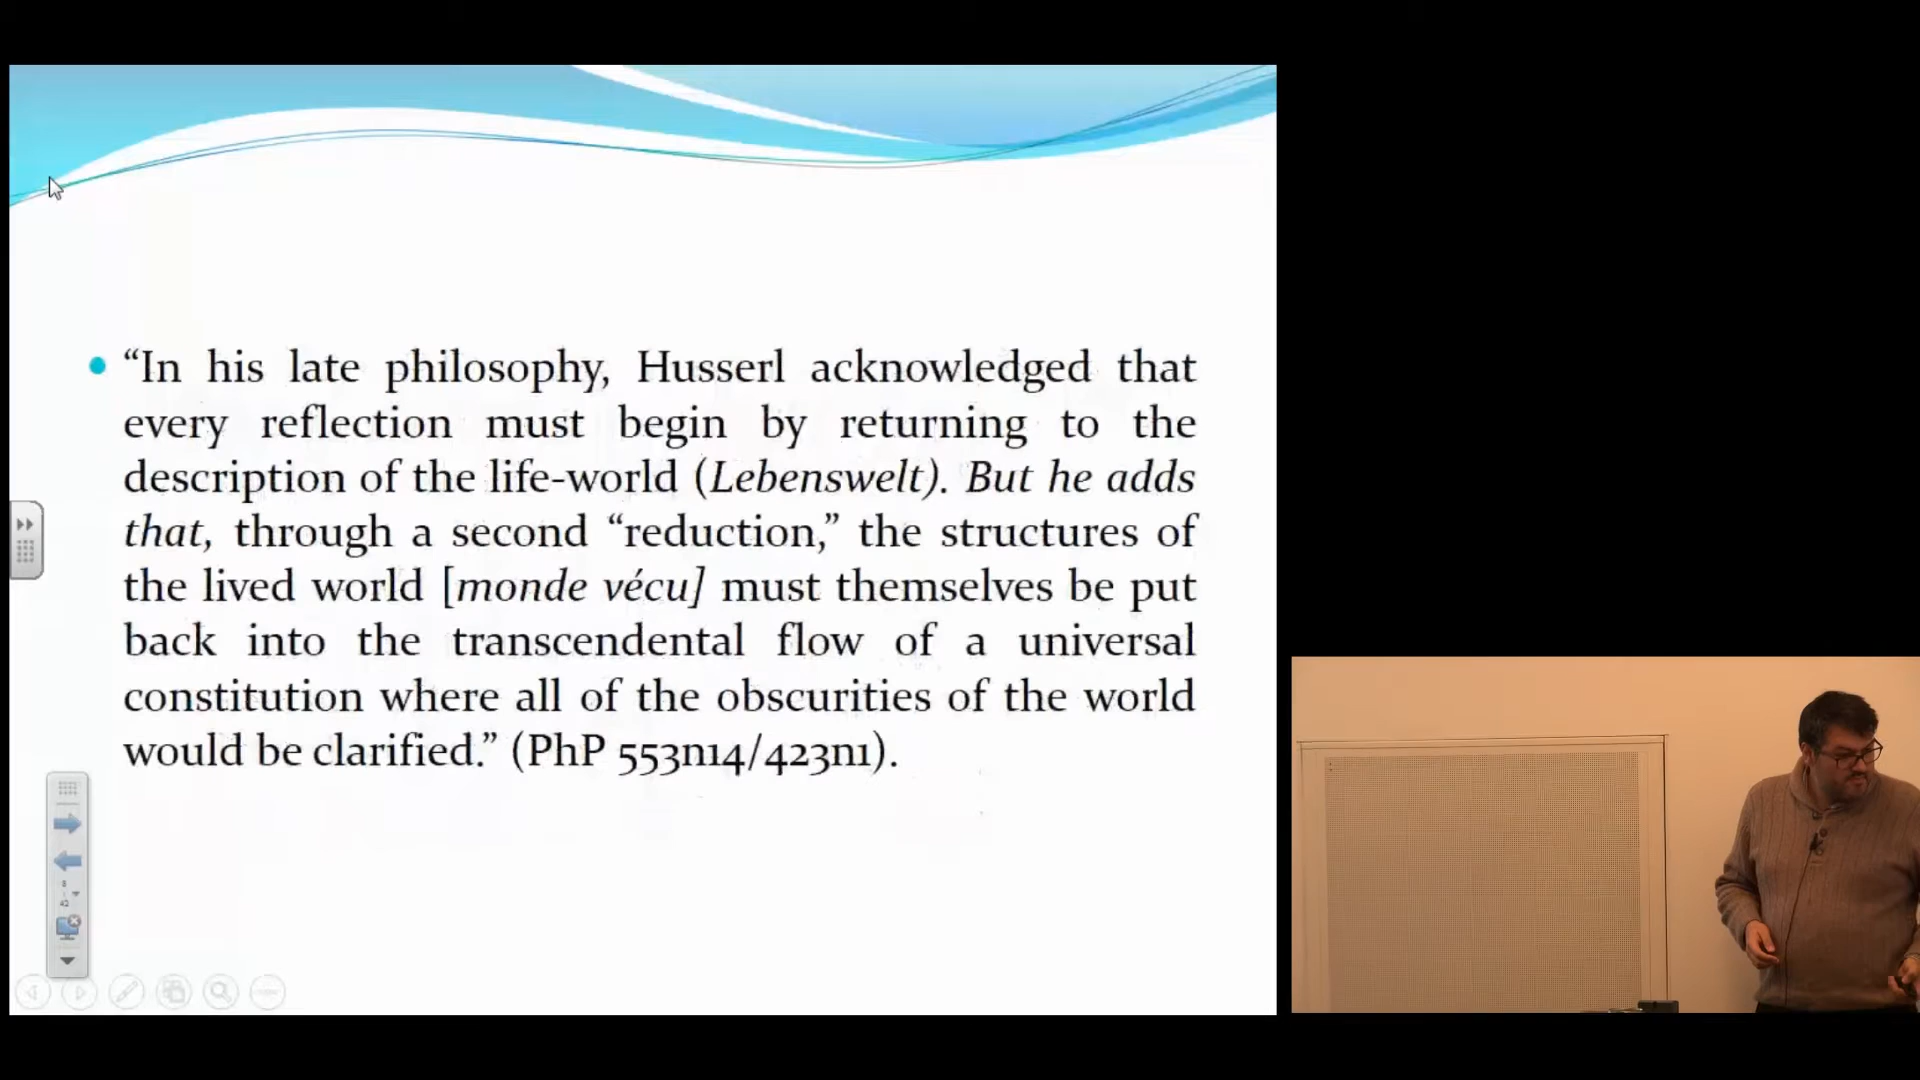 “In his late philosophy, Husserl acknowledged that
every reflection must begin by returning to the
description of the life-world (Lebenswelt). But he adds
that, through a second “reduction,” the structures of
the lived world [monde vécu] must themselves be put
back into the transcendental flow of a universal
constitution where all of the obscurities of the world
would be clarified.” (PhP 553n14/423n1).